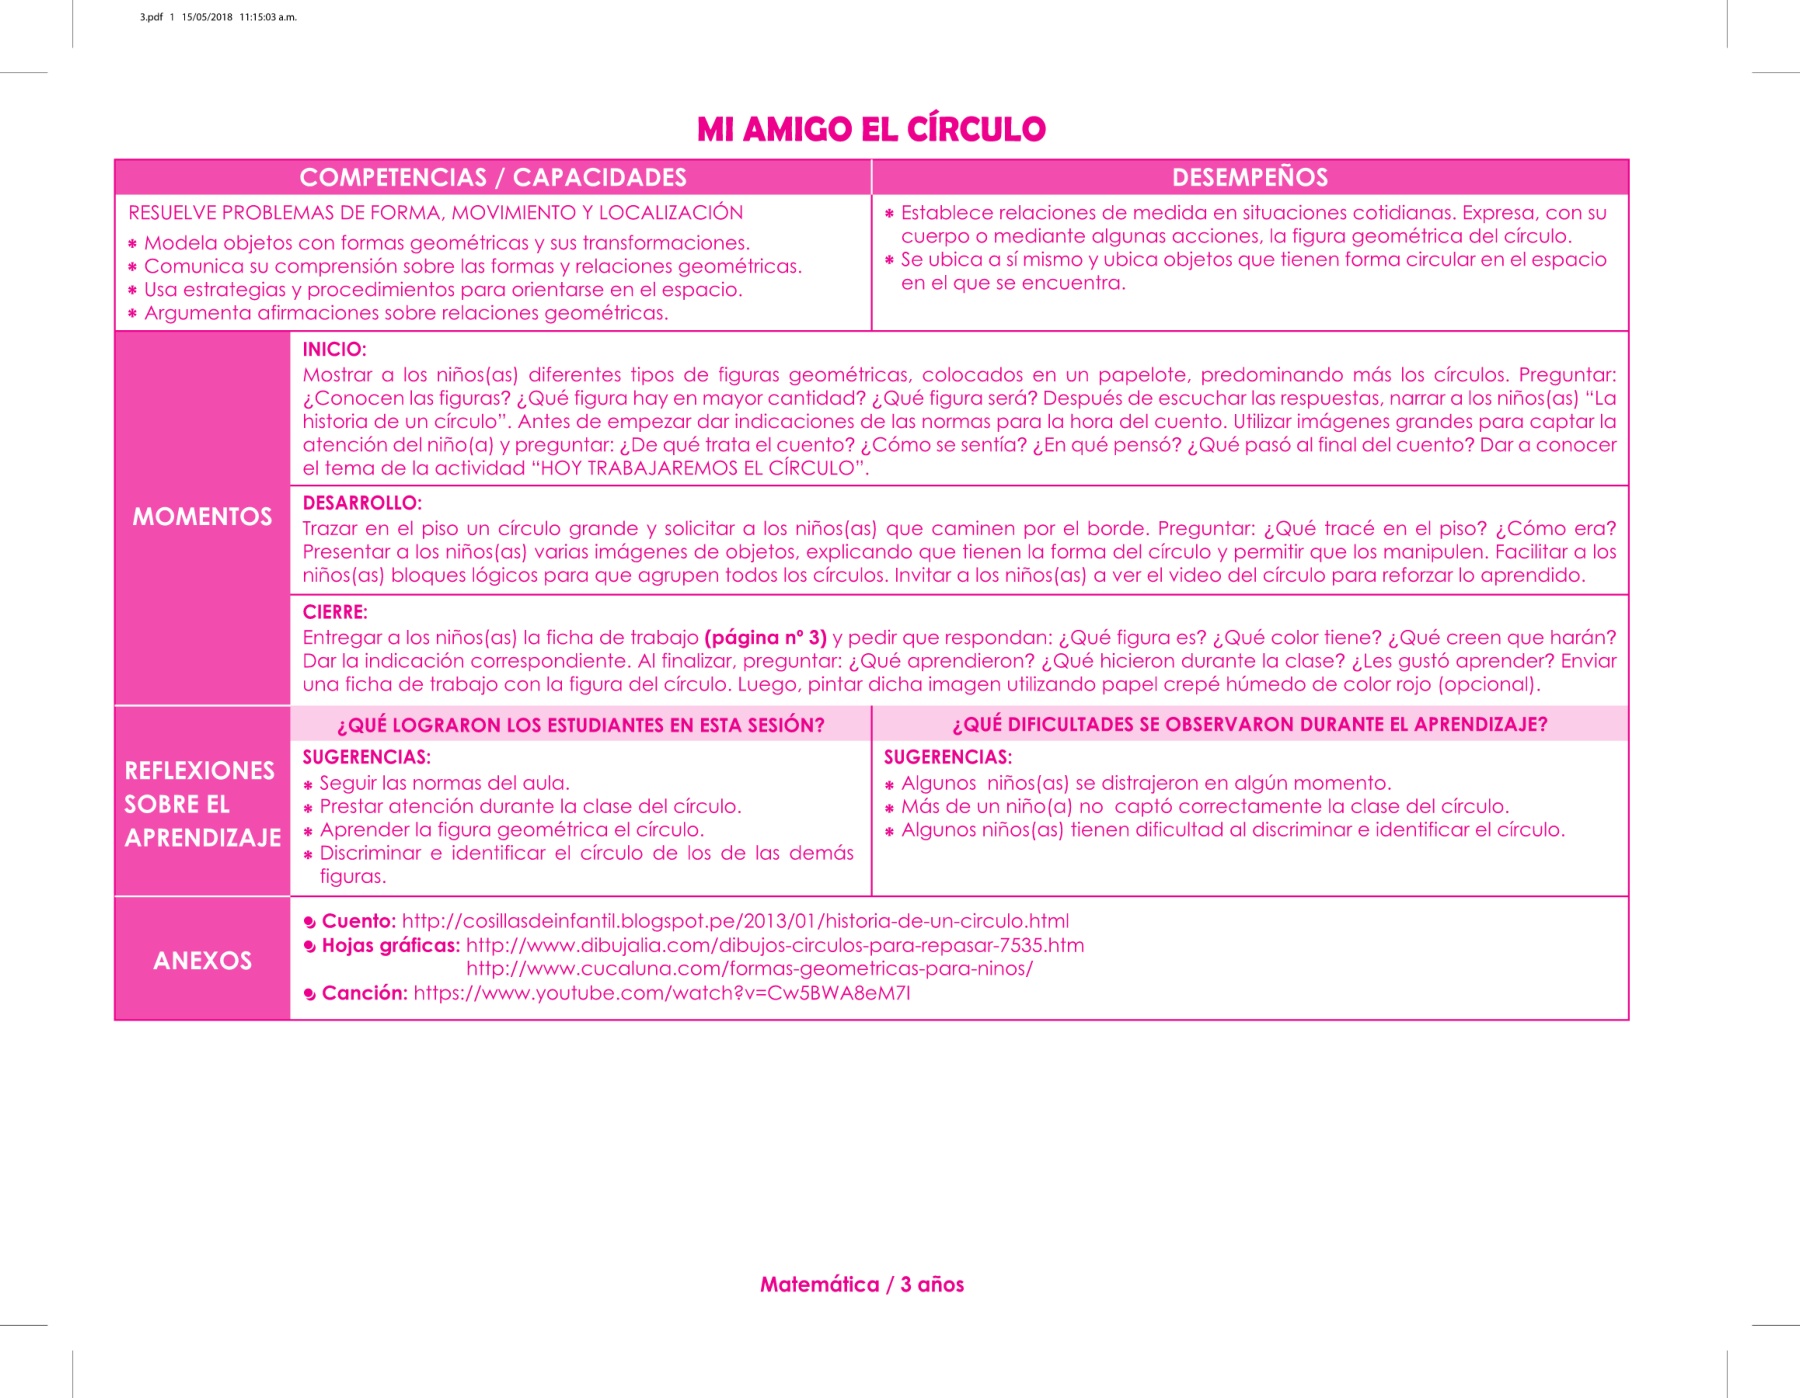 3.pdf 1 15/05/2018 11:15:03 a.m.
MI AMIGO EL CÍRCULO
COMPETENCIAS / CAPACIDADES
DESEMPEÑOS
RESUELVE PROBLEMAS DE FORMA, MOVIMIENTO Y LOCALIZACIÓN
* Modela objetos con formas geométricas y sus transformaciones.
* Comunica su comprensión sobre las formas y relaciones geométricas.
* Usa estrategias y procedimientos para orientarse en el espacio.
* Argumenta afirmaciones sobre relaciones geométricas.
* Establece relaciones de medida en situaciones cotidianas. Expresa, con su
cuerpo o mediante algunas acciones, la figura geométrica del círculo.
* Se ubica a sí mismo y ubica objetos que tienen forma circular en el espacio
en el que se encuentra.
MOMENTOS
INICIO:
Mostrar a los niños(as) diferentes tipos de figuras geométricas, colocados en un papelote, predominando más los círculos. Preguntar:
¿Conocen las figuras? ¿Qué figura hay en mayor cantidad? ¿Qué figura será? Después de escuchar las respuestas, narrar a los niños(as) “La
historia de un círculo”. Antes de empezar dar indicaciones de las normas para la hora del cuento. Utilizar imágenes grandes para captar la
atención del niño(a) y preguntar: ¿De qué trata el cuento? ¿Cómo se sentía? ¿En qué pensó? ¿Qué pasó al final del cuento? Dar a conocer
el tema de la actividad “HOY TRABAJAREMOS EL CÍRCULO”.
DESARROLLO:
Trazar en el piso un círculo grande y solicitar a los niños(as) que caminen por el borde. Preguntar: ¿Qué tracé en el piso? ¿Cómo era?
Presentar a los niños(as) varias imágenes de objetos, explicando que tienen la forma del círculo y permitir que los manipulen. Facilitar a los
niños(as) bloques lógicos para que agrupen todos los círculos. Invitar a los niños(as) a ver el video del círculo para reforzar lo aprendido.
CIERRE:
Entregar a los niños(as) la ficha de trabajo (página nº 3) y pedir que respondan: ¿Qué figura es? ¿Qué color tiene? ¿Qué creen que harán?
Dar la indicación correspondiente. Al finalizar, preguntar: ¿Qué aprendieron? ¿Qué hicieron durante la clase? ¿Les gustó aprender? Enviar
una ficha de trabajo con la figura del círculo. Luego, pintar dicha imagen utilizando papel crepé húmedo de color rojo (opcional).
REFLEXIONES
SOBRE EL
APRENDIZAJE
¿QUÉ LOGRARON LOS ESTUDIANTES EN ESTA SESIÓN?
SUGERENCIAS:
* Seguir las normas del aula.
* Prestar atención durante la clase del círculo.
* Aprender la figura geométrica el círculo.
* Discriminar e identificar el círculo de los de las demás
figuras.
¿QUÉ DIFICULTADES SE OBSERVARON DURANTE EL APRENDIZAJE?
SUGERENCIAS:
* Algunos niños(as) se distrajeron en algún momento.
* Más de un niño(a) no captó correctamente la clase del círculo.
* Algunos niños(as) tienen dificultad al discriminar e identificar el círculo.
ANEXOS
Cuento: http://cosillasdeinfantil.blogspot.pe/2013/01/historia-de-un-circulo.html
Hojas gráficas: http://www.dibujalia.com/dibujos-circulos-para-repasar-7535.htm
http://www.cucaluna.com/formas-geometricas-para-ninos/
Canción: https://www.youtube.com/watch?v=Cw5BWA8eM7I
Matemática / 3 años